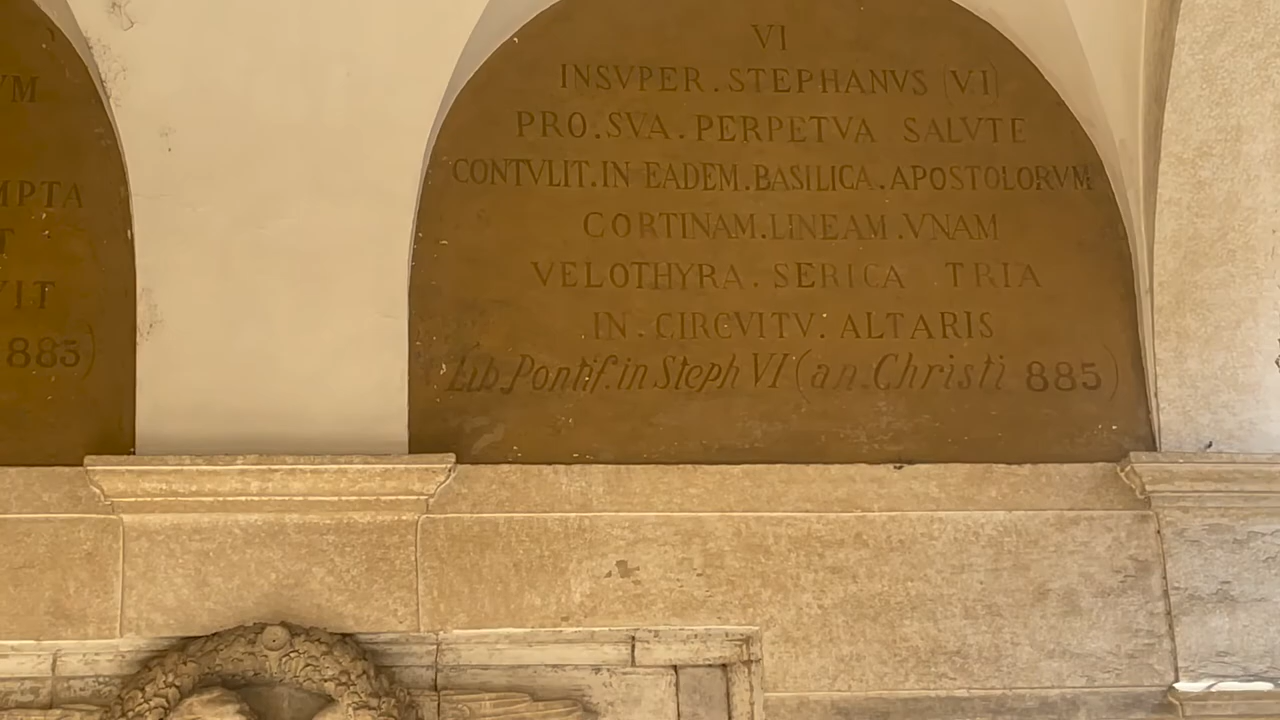 VM
MPTA
T
VIT
885)
VI
INSVPER.STEPHANVS (VI)
PRO.SVA.PERPETVA SALVTE
CONTVLIT.IN EADEM.BASILICA.APOSTOLORVM
CORTINAM.LINEAM.VNAM
VELOTHYRA.SERICA TRIA
IN.CIRCVITV.ALTARIS
Lib.Pontif.in Steph VI (an.Christi 885)